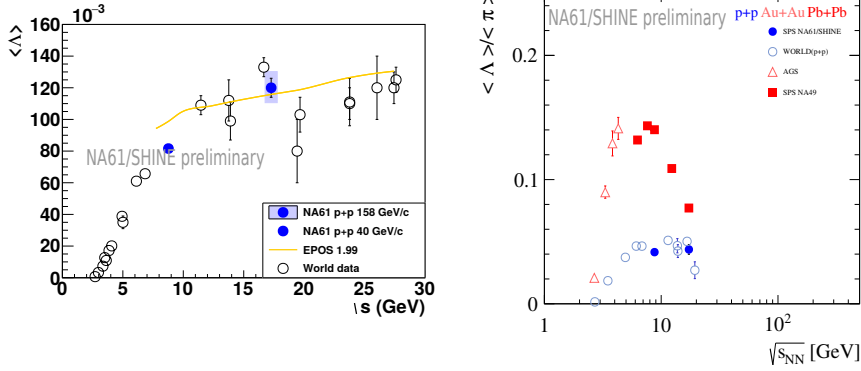 ×10⁻³
<Λ>
160
140
120
100
80
60
40
20
0
NA61/SHINE preliminary
NA61 p+p 158 GeV/c
NA61 p+p 40 GeV/c
EPOS 1.99
World data
0 5 10 15 20 25 30
√s (GeV)
<Λ>/<π>
NA61/SHINE preliminary
p+p Au+Au Pb+Pb
SPS NA61/SHINE
WORLD(p+p)
AGS
SPS NA49
0.2
0.1
0
1 10 10²
√sNN [GeV]